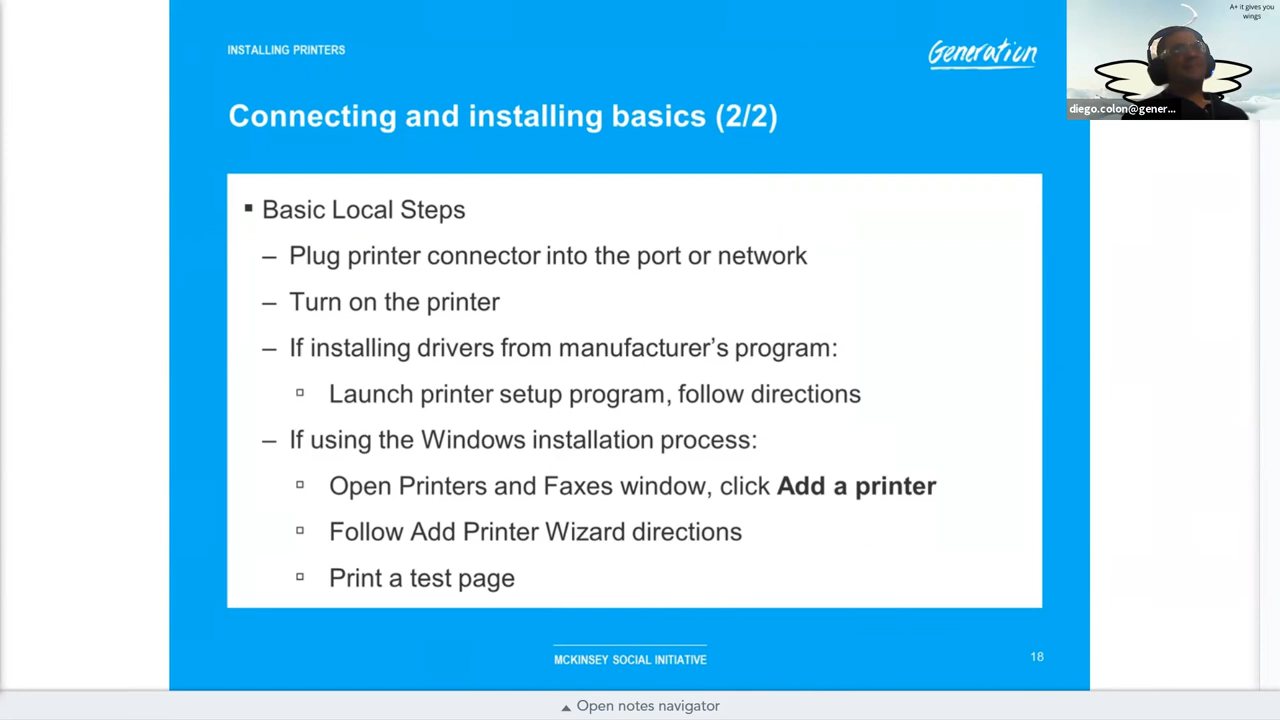 INSTALLING PRINTERS
Generation
A+ it gives you
wings
diego.colon@gener...
Connecting and installing basics (2/2)
▪ Basic Local Steps
– Plug printer connector into the port or network
– Turn on the printer
– If installing drivers from manufacturer’s program:
▫ Launch printer setup program, follow directions
– If using the Windows installation process:
▫ Open Printers and Faxes window, click Add a printer
▫ Follow Add Printer Wizard directions
▫ Print a test page
MCKINSEY SOCIAL INITIATIVE
18
▲ Open notes navigator